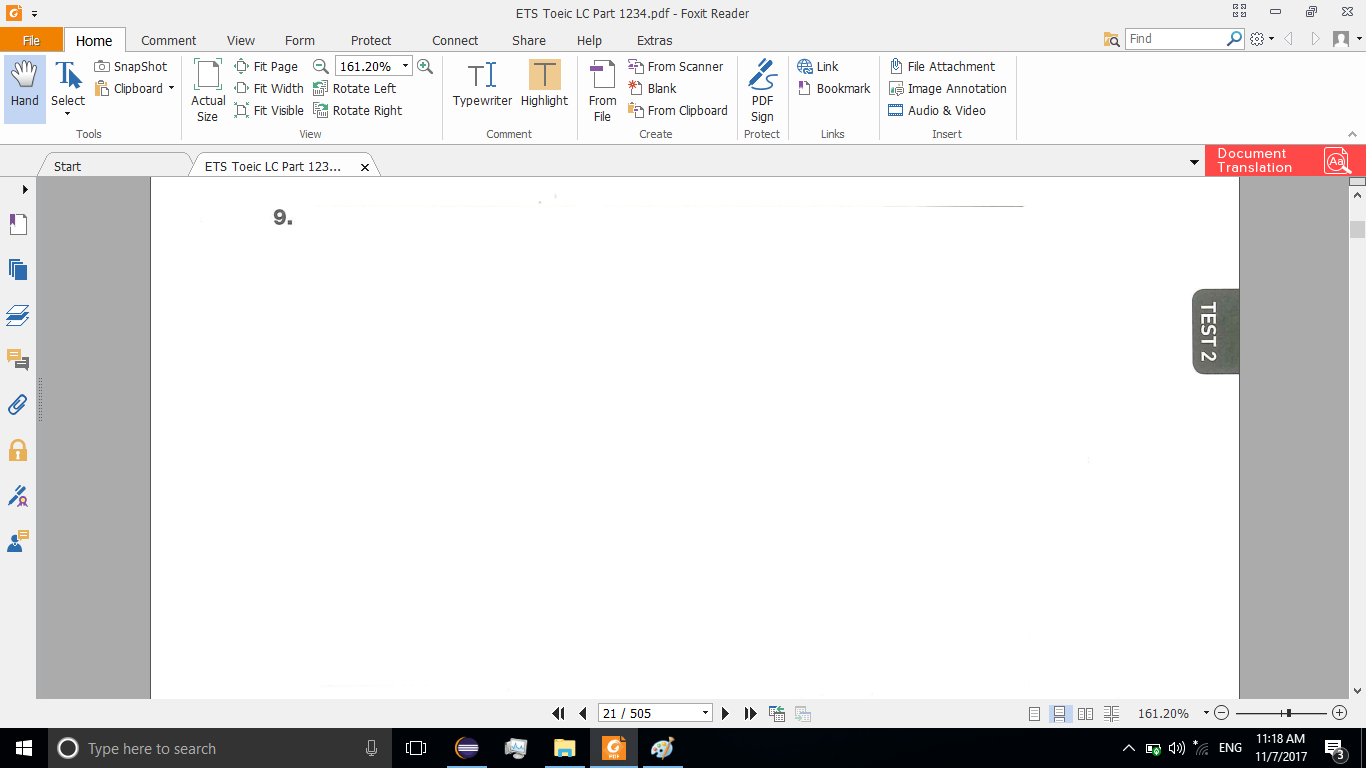 ETS Toeic LC Part 1234.pdf - Foxit Reader
File Home Comment View Form Protect Connect Share Help Extras Find
Hand
Select
SnapShot
Clipboard
Tools
Actual Size
Fit Page
Fit Width
Fit Visible
161.20%
Rotate Left
Rotate Right
View
Typewriter
Highlight
Comment
From File
From Scanner
Blank
From Clipboard
Create
PDF Sign
Protect
Link
Bookmark
Links
File Attachment
Image Annotation
Audio & Video
Insert
Start
ETS Toeic LC Part 123...
Document
Translation
9.
TEST 2
21 / 505
161.20%
Type here to search
ENG
11:18 AM
11/7/2017
3